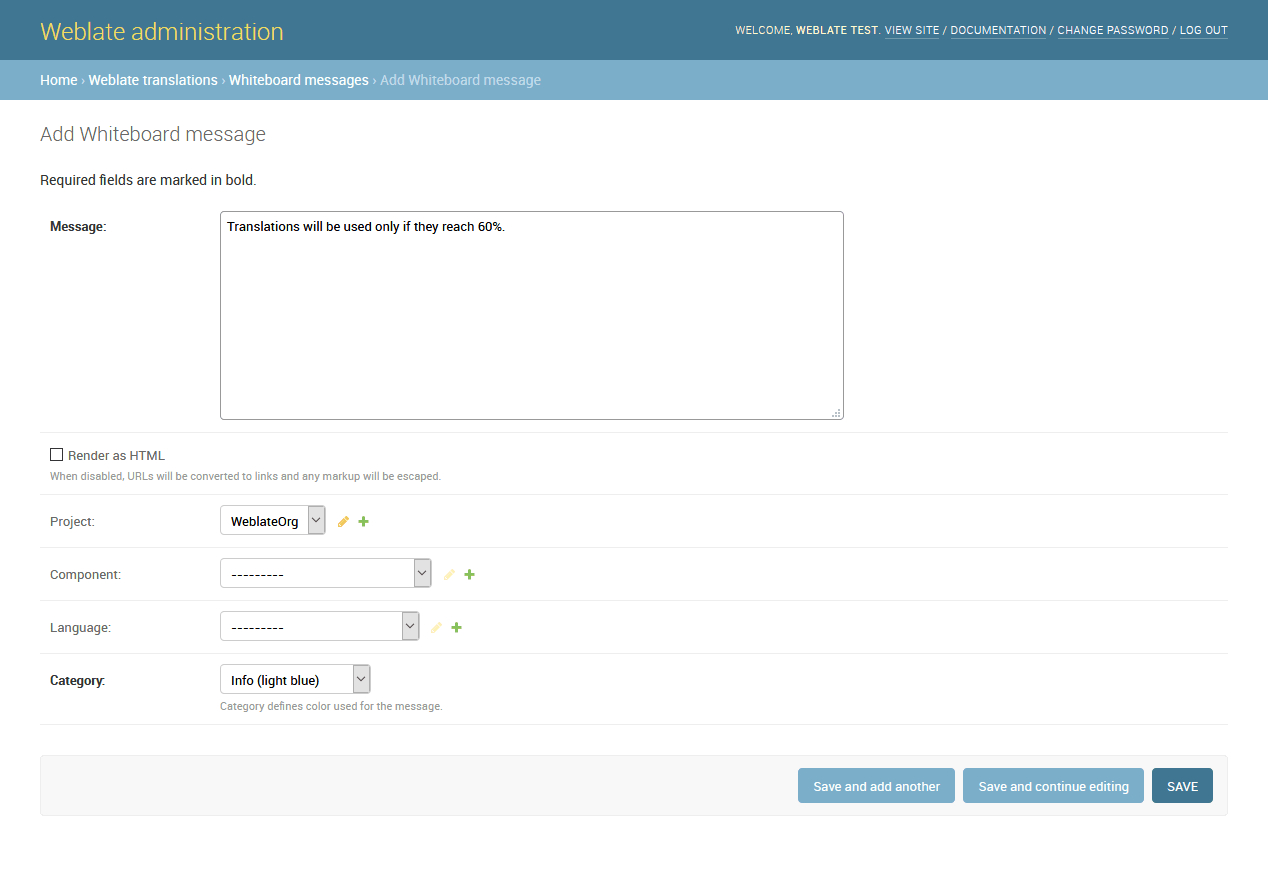 Weblate administration
WELCOME, WEBLATE TEST. VIEW SITE / DOCUMENTATION / CHANGE PASSWORD / LOG OUT
Home › Weblate translations › Whiteboard messages › Add Whiteboard message
Add Whiteboard message
Required fields are marked in bold.
Message:
Translations will be used only if they reach 60%.
Render as HTML
When disabled, URLs will be converted to links and any markup will be escaped.
Project:
WeblateOrg
Component:
---------
Language:
---------
Category:
Info (light blue)
Category defines color used for the message.
Save and add another
Save and continue editing
SAVE